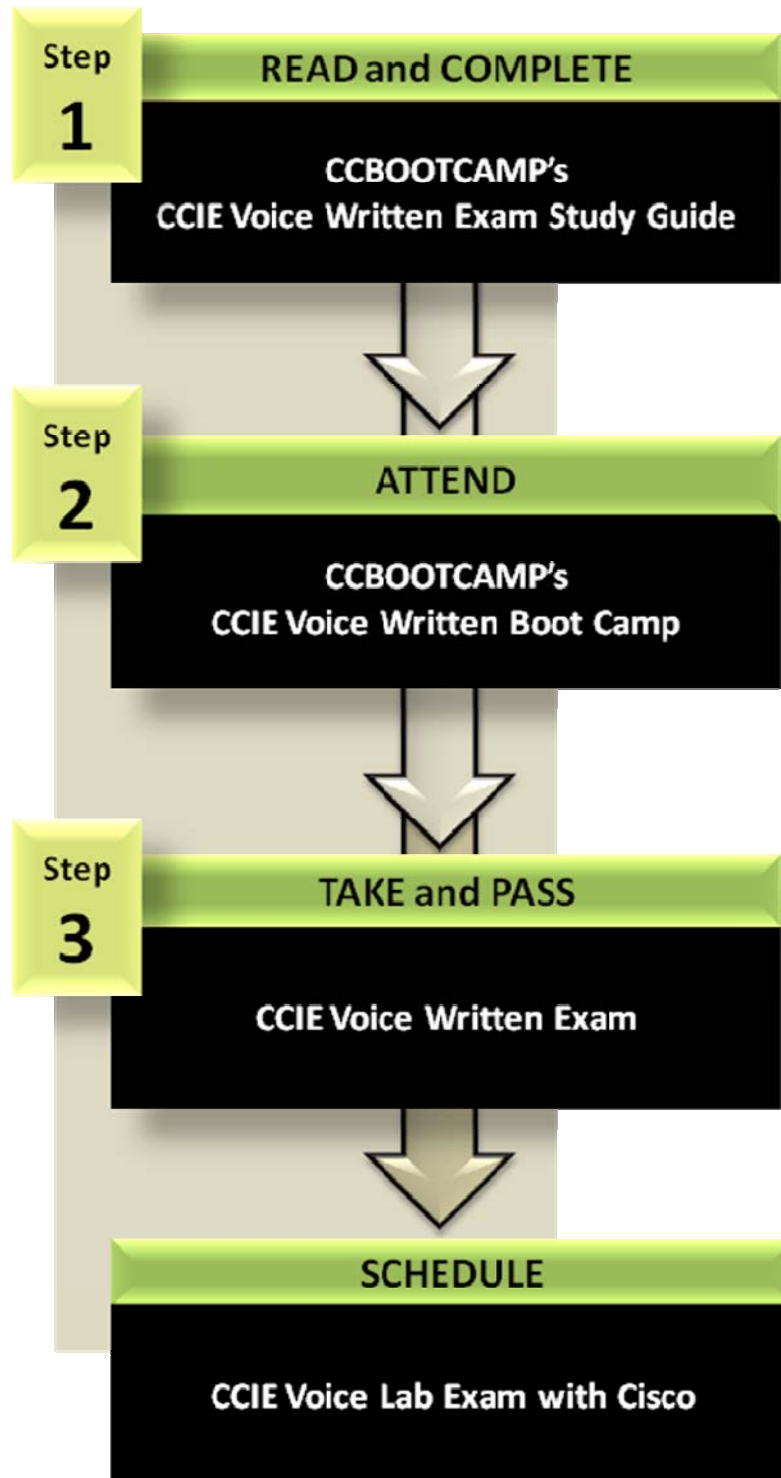 Step
1
READ and COMPLETE
CCBOOTCAMP's
CCIE Voice Written Exam Study Guide
Step
2
ATTEND
CCBOOTCAMP's
CCIE Voice Written Boot Camp
Step
3
TAKE and PASS
CCIE Voice Written Exam
SCHEDULE
CCIE Voice Lab Exam with Cisco